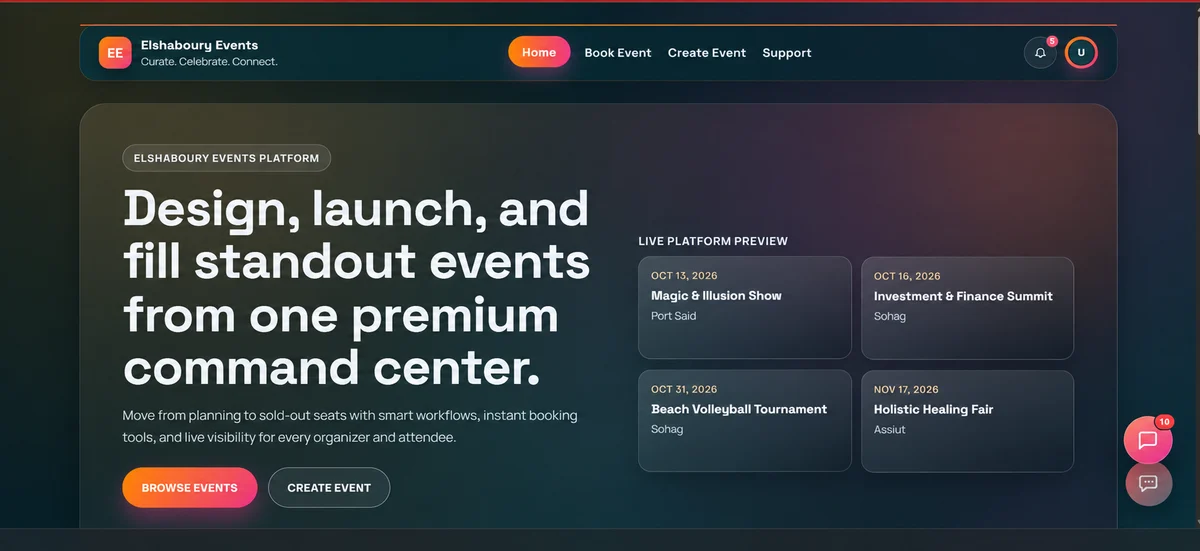 EE
Elshaboury Events
Curate. Celebrate. Connect.
Home
Book Event
Create Event
Support
5
U
ELSHABOURY EVENTS PLATFORM
Design, launch, and
fill standout events
from one premium
command center.
Move from planning to sold-out seats with smart workflows, instant booking
tools, and live visibility for every organizer and attendee.
BROWSE EVENTS
CREATE EVENT
LIVE PLATFORM PREVIEW
OCT 13, 2026
Magic & Illusion Show
Port Said
OCT 16, 2026
Investment & Finance Summit
Sohag
OCT 31, 2026
Beach Volleyball Tournament
Sohag
NOV 17, 2026
Holistic Healing Fair
Assiut
10